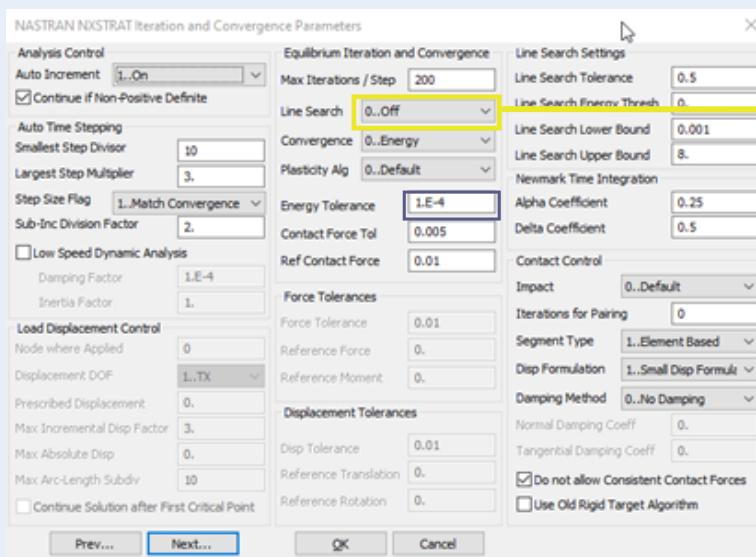 NASTRAN NXSTRAT Iteration and Convergence Parameters
Analysis Control
Auto Increment 1..On
Continue if Non-Positive Definite
Auto Time Stepping
Smallest Step Divisor 10
Largest Step Multiplier 3.
Step Size Flag 1..Match Convergence
Sub-Inc Division Factor 2.
Low Speed Dynamic Analysis
Damping Factor 1.E-4
Inertia Factor 1.
Load Displacement Control
Node where Applied 0
Displacement DOF 1..TX
Prescribed Displacement 0.
Max Incremental Disp Factor 3.
Max Absolute Disp 0.
Max Arc-Length Subdiv 10
Continue Solution after First Critical Point
Equilibrium Iteration and Convergence
Max Iterations / Step 200
Line Search 0..Off
Convergence 0..Energy
Plasticity Alg 0..Default
Energy Tolerance 1.E-4
Contact Force Tol 0.005
Ref Contact Force 0.01
Force Tolerances
Force Tolerance 0.01
Reference Force 0.
Reference Moment 0.
Displacement Tolerances
Disp Tolerance 0.01
Reference Translation 0.
Reference Rotation 0.
Line Search Settings
Line Search Tolerance 0.5
Line Search Energy Thresh 0.
Line Search Lower Bound 0.001
Line Search Upper Bound 8.
Newmark Time Integration
Alpha Coefficient 0.25
Delta Coefficient 0.5
Contact Control
Impact 0..Default
Iterations for Pairing 0
Segment Type 1..Element Based
Disp Formulation 1..Small Disp Formula
Damping Method 0..No Damping
Normal Damping Coeff 0.
Tangential Damping Coeff 0.
Do not allow Consistent Contact Forces
Use Old Rigid Target Algorithm
Prev... Next... OK Cancel